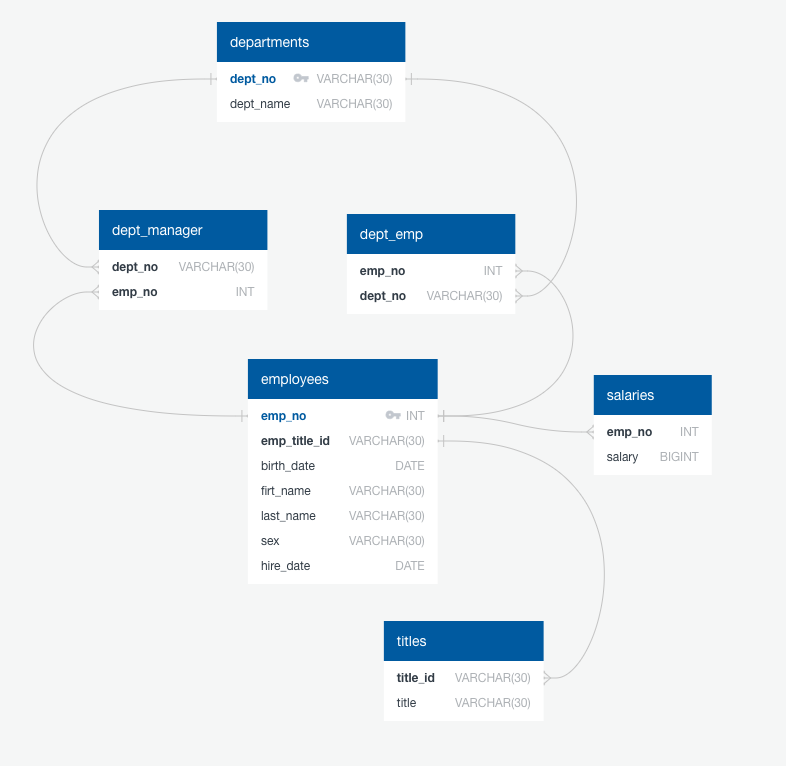 departments
dept_no VARCHAR(30)
dept_name VARCHAR(30)
dept_manager
dept_no VARCHAR(30)
emp_no INT
dept_emp
emp_no INT
dept_no VARCHAR(30)
employees
emp_no INT
emp_title_id VARCHAR(30)
birth_date DATE
firt_name VARCHAR(30)
last_name VARCHAR(30)
sex VARCHAR(30)
hire_date DATE
salaries
emp_no INT
salary BIGINT
titles
title_id VARCHAR(30)
title VARCHAR(30)